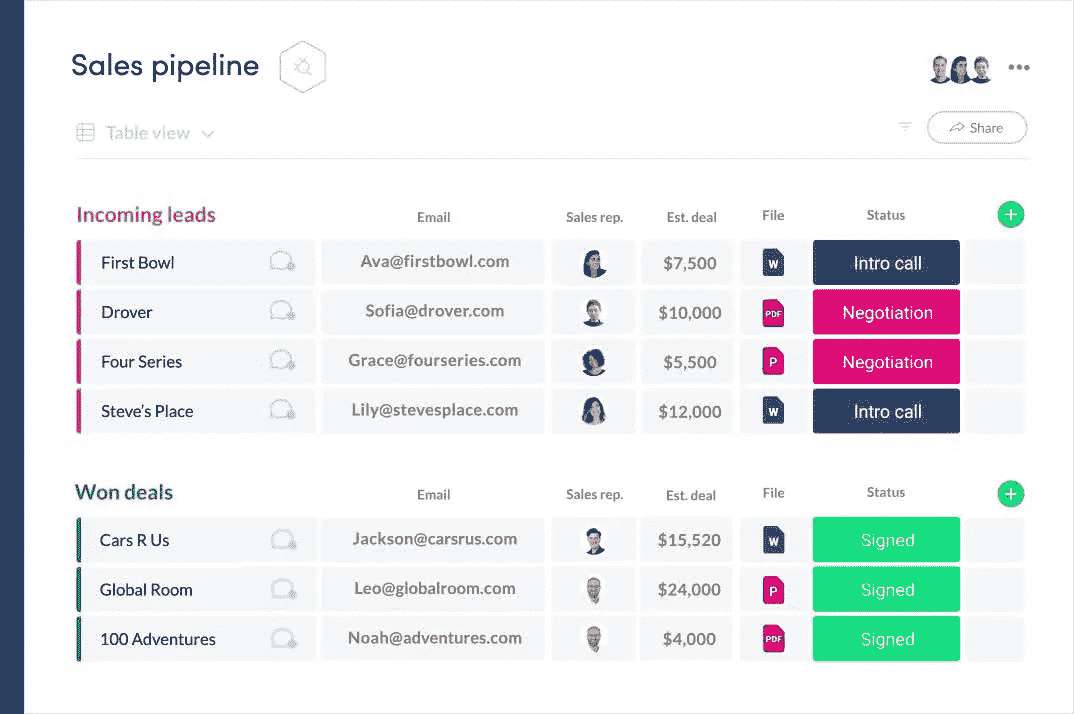 Sales pipeline
Table view
Share
Incoming leads Email Sales rep. Est. deal File Status
First Bowl Ava@firstbowl.com $7,500 W Intro call
Drover Sofia@drover.com $10,000 PDF Negotiation
Four Series Grace@fourseries.com $5,500 P Negotiation
Steve's Place Lily@stevesplace.com $12,000 W Intro call
Won deals Email Sales rep. Est. deal File Status
Cars R Us Jackson@carsrus.com $15,520 W Signed
Global Room Leo@globalroom.com $24,000 P Signed
100 Adventures Noah@adventures.com $4,000 PDF Signed